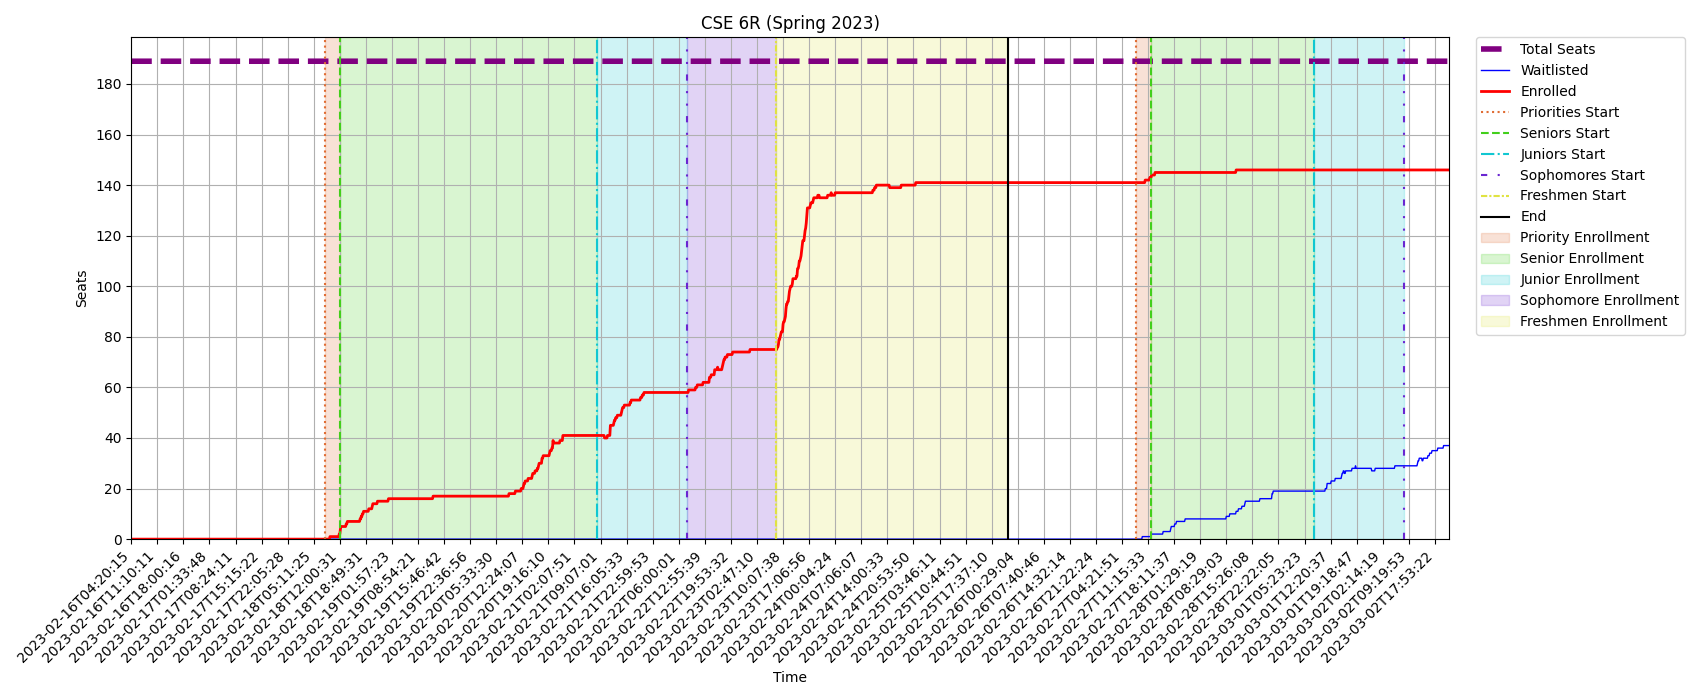 CSE 6R (Spring 2023)
Seats
180
160
140
120
100
80
60
40
20
0
2023-02-16T04:20:15
2023-02-16T11:10:11
2023-02-16T18:00:16
2023-02-17T01:33:48
2023-02-17T08:24:11
2023-02-17T15:15:22
2023-02-17T22:05:28
2023-02-18T05:11:25
2023-02-18T12:00:31
2023-02-18T18:49:31
2023-02-19T01:57:23
2023-02-19T08:54:21
2023-02-19T15:46:42
2023-02-19T22:36:56
2023-02-20T05:33:30
2023-02-20T12:24:07
2023-02-20T19:16:10
2023-02-21T02:07:51
2023-02-21T09:07:01
2023-02-21T16:05:33
2023-02-21T22:59:53
2023-02-22T06:00:01
2023-02-22T12:55:39
2023-02-22T19:53:32
2023-02-23T02:47:10
2023-02-23T10:07:38
2023-02-23T17:06:56
2023-02-24T00:04:24
2023-02-24T07:06:07
2023-02-24T14:00:33
2023-02-24T20:53:50
2023-02-25T03:46:11
2023-02-25T10:44:51
2023-02-25T17:37:10
2023-02-26T00:29:04
2023-02-26T07:40:46
2023-02-26T14:32:14
2023-02-26T21:22:24
2023-02-27T04:21:51
2023-02-27T11:15:33
2023-02-27T18:11:37
2023-02-28T01:29:19
2023-02-28T08:29:03
2023-02-28T15:26:08
2023-02-28T22:22:05
2023-03-01T05:23:23
2023-03-01T12:20:37
2023-03-01T19:18:47
2023-03-02T02:14:19
2023-03-02T09:19:53
2023-03-02T17:53:22
Time
Total Seats
Waitlisted
Enrolled
Priorities Start
Seniors Start
Juniors Start
Sophomores Start
Freshmen Start
End
Priority Enrollment
Senior Enrollment
Junior Enrollment
Sophomore Enrollment
Freshmen Enrollment